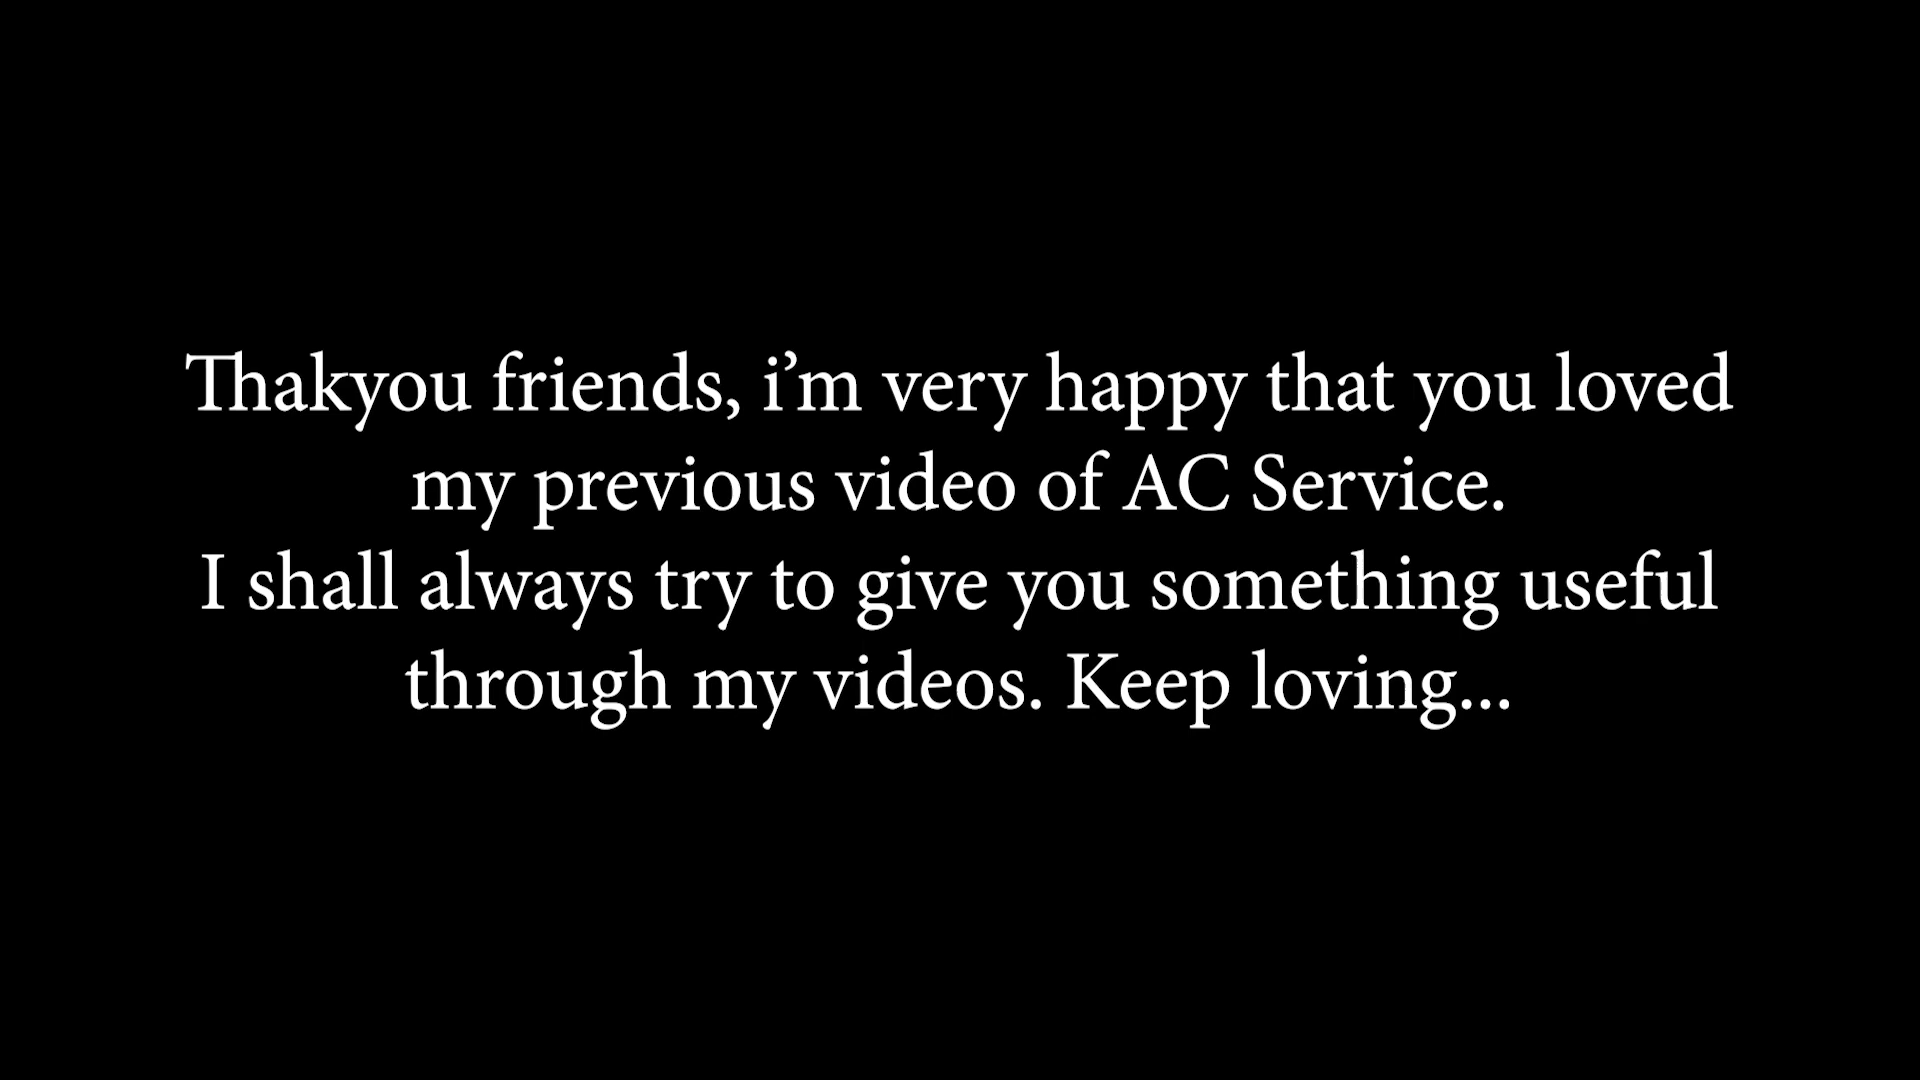 Thakyou friends, i’m very happy that you loved
my previous video of AC Service.
I shall always try to give you something useful
through my videos. Keep loving...